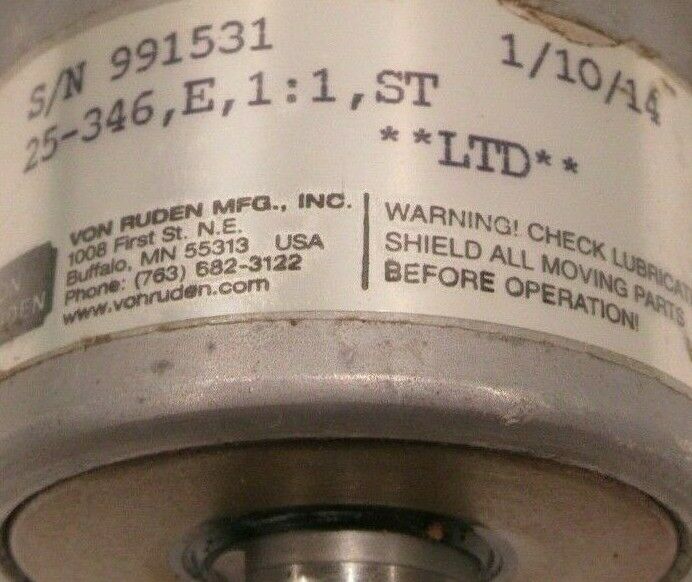 S/N 991531 1/10/14
25-346,E,1:1,ST
**LTD**
VON RUDEN MFG., INC.
1008 First St. N.E.
Buffalo, MN 55313 USA
Phone: (763) 682-3122
www.vonruden.com
WARNING! CHECK LUBRICAT
SHIELD ALL MOVING PARTS
BEFORE OPERATION!